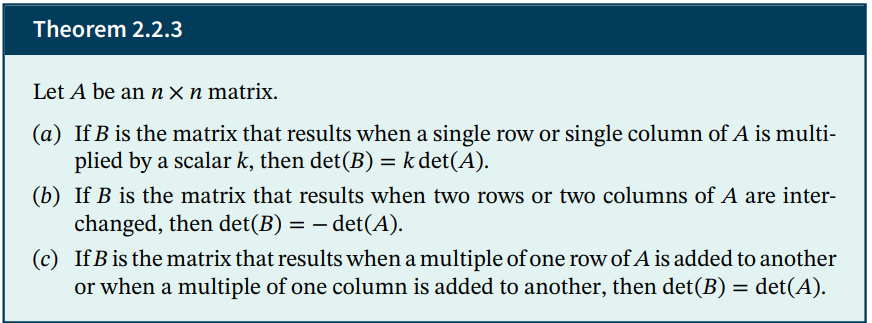 Theorem 2.2.3
Let A be an n × n matrix.
(a) If B is the matrix that results when a single row or single column of A is multi-
plied by a scalar k, then det(B) = k det(A).
(b) If B is the matrix that results when two rows or two columns of A are inter-
changed, then det(B) = − det(A).
(c) If B is the matrix that results when a multiple of one row of A is added to another
or when a multiple of one column is added to another, then det(B) = det(A).